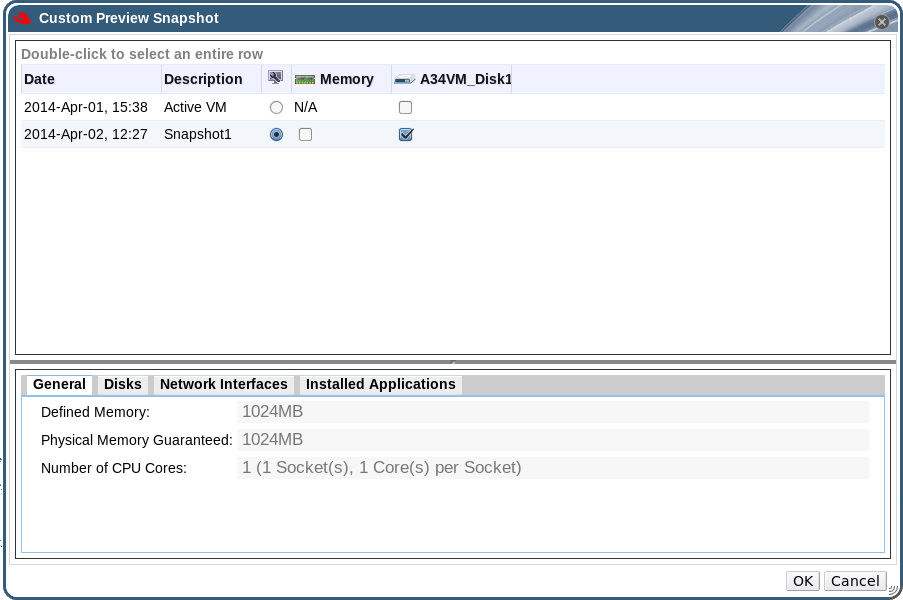 Custom Preview Snapshot
Double-click to select an entire row
Date Description Memory A34VM_Disk1
2014-Apr-01, 15:38 Active VM N/A
2014-Apr-02, 12:27 Snapshot1
General Disks Network Interfaces Installed Applications
Defined Memory: 1024MB
Physical Memory Guaranteed: 1024MB
Number of CPU Cores: 1 (1 Socket(s), 1 Core(s) per Socket)
OK Cancel